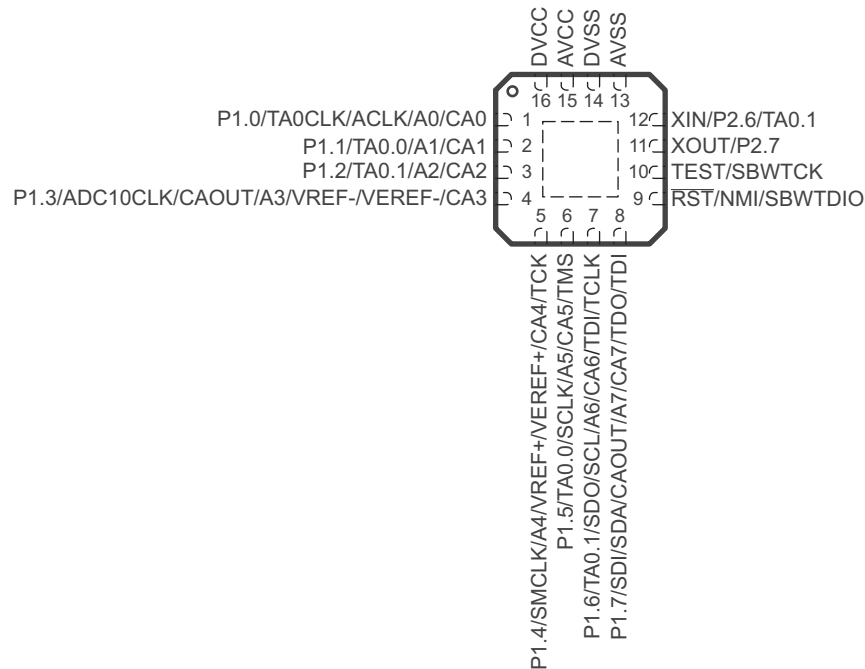 DVCC
AVCC
DVSS
AVSS
16 15 14 13
P1.0/TA0CLK/ACLK/A0/CA0 1
P1.1/TA0.0/A1/CA1 2
P1.2/TA0.1/A2/CA2 3
P1.3/ADC10CLK/CAOUT/A3/VREF-/VEREF-/CA3 4
12 XIN/P2.6/TA0.1
11 XOUT/P2.7
10 TEST/SBWTCK
9 RST/NMI/SBWTDIO
5 6 7 8
P1.4/SMCLK/A4/VREF+/VEREF+/CA4/TCK
P1.5/TA0.0/SCLK/A5/CA5/TMS
P1.6/TA0.1/SDO/SCL/A6/CA6/TDI/TCLK
P1.7/SDI/SDA/CAOUT/A7/CA7/TDO/TDI